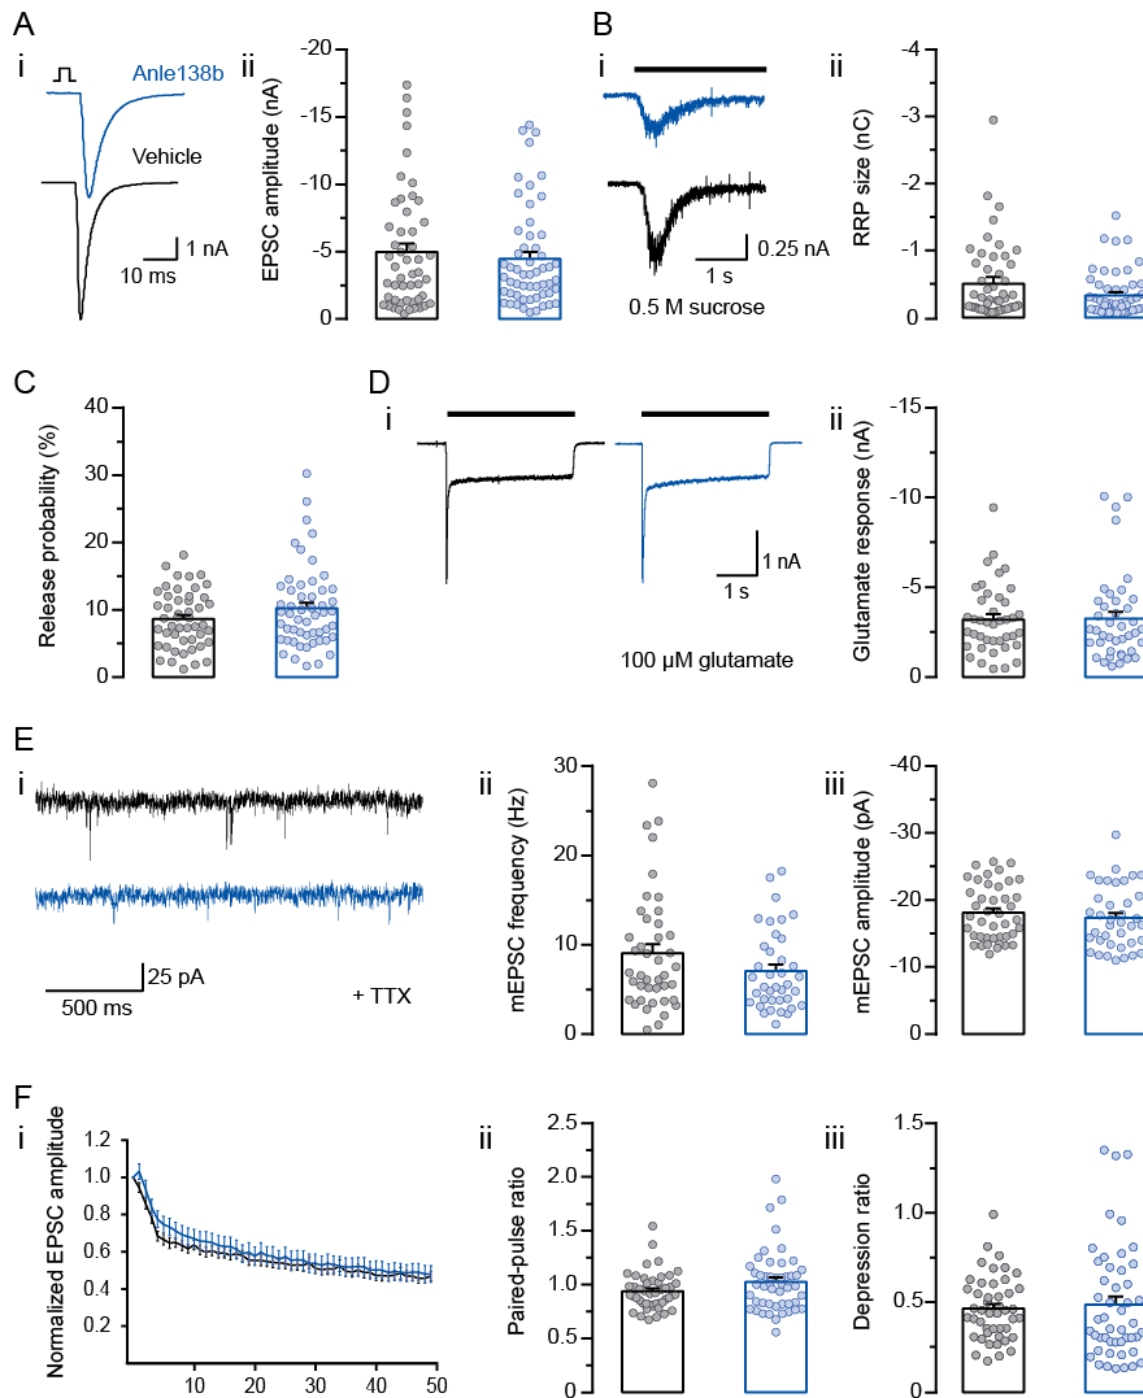 A
i
Anle138b
Vehicle
1 nA
10 ms
ii
EPSC amplitude (nA)
-20
-15
-10
-5
0
B
i
0.25 nA
1 s
0.5 M sucrose
ii
RRP size (nC)
-4
-3
-2
-1
0
C
Release probability (%)
40
30
20
10
0
D
i
1 nA
1 s
100 µM glutamate
ii
Glutamate response (nA)
-15
-10
-5
0
E
i
25 pA
500 ms
+ TTX
ii
mEPSC frequency (Hz)
30
20
10
0
iii
mEPSC amplitude (pA)
-40
-30
-20
-10
0
F
i
Normalized EPSC amplitude
1.2
1.0
0.8
0.6
0.4
0.2
10 20 30 40 50
ii
Paired-pulse ratio
2.5
2.0
1.5
1.0
0.5
0
iii
Depression ratio
1.5
1.0
0.5
0